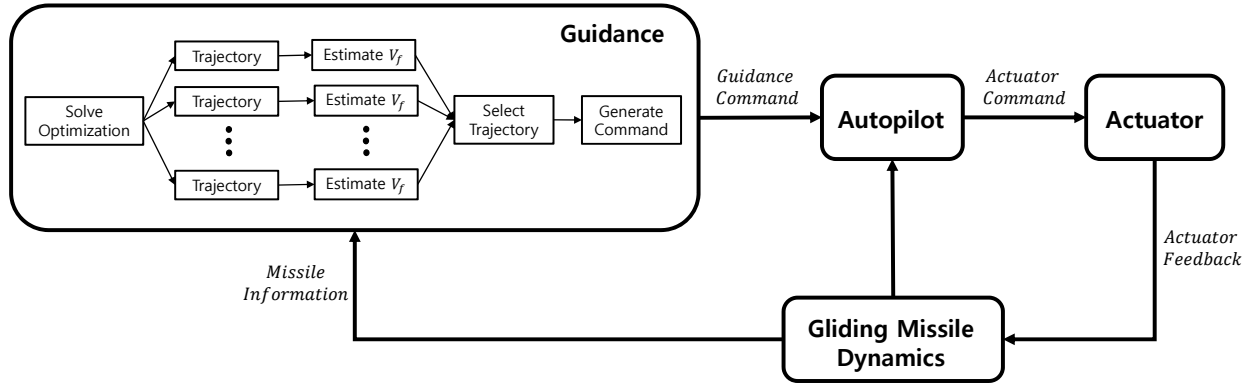 Guidance
Solve
Optimization
Trajectory
Estimate V_f
Trajectory
Estimate V_f
Trajectory
Estimate V_f
Select
Trajectory
Generate
Command
Guidance
Command
Autopilot
Actuator
Command
Actuator
Actuator
Feedback
Gliding Missile
Dynamics
Missile
Information